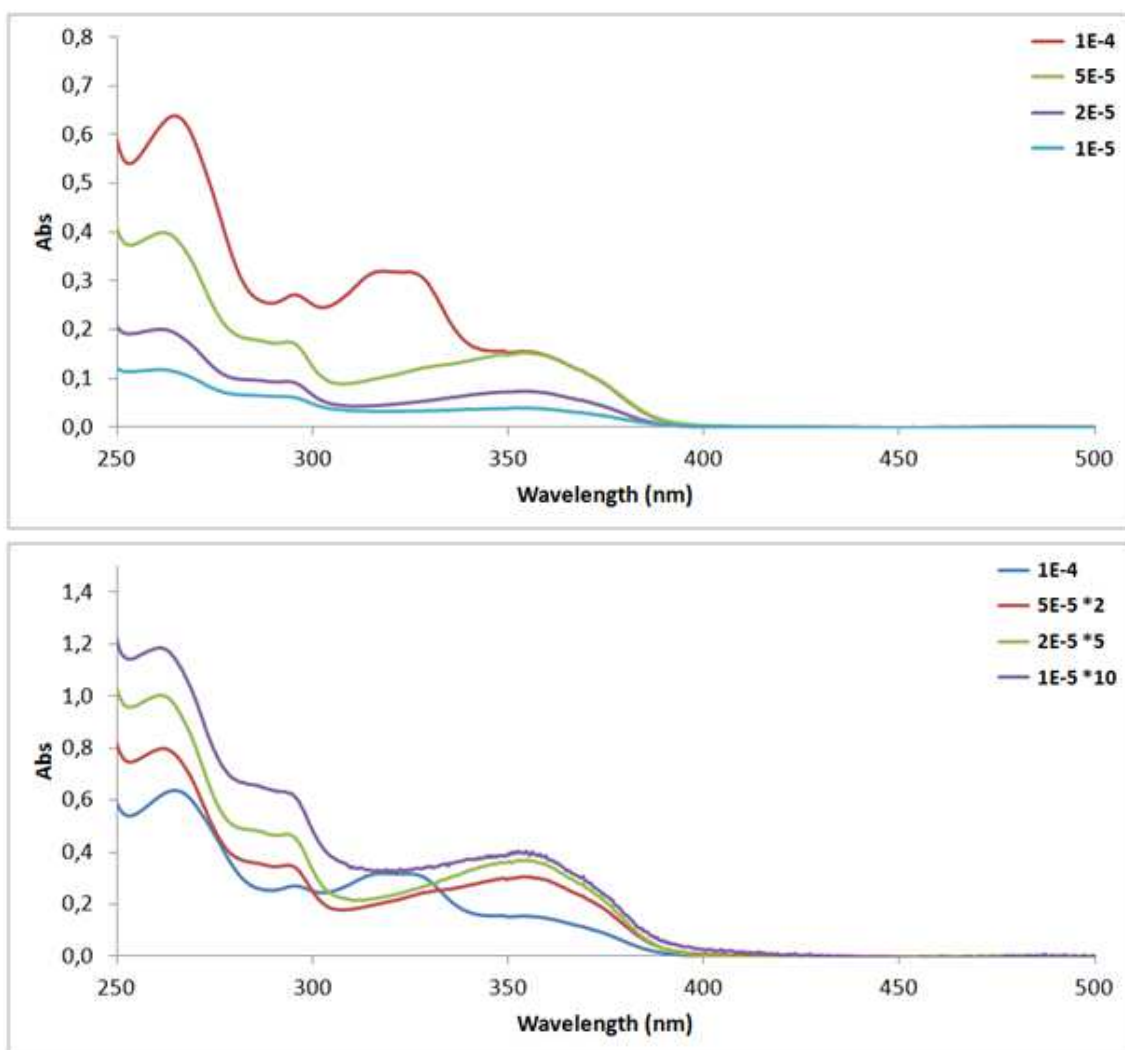 0,8
0,7
0,6
0,5
0,4
0,3
0,2
0,1
0,0
Abs
250 300 350 400 450 500
Wavelength (nm)
1E-4
5E-5
2E-5
1E-5
1,4
1,2
1,0
0,8
0,6
0,4
0,2
0,0
Abs
250 300 350 400 450 500
Wavelength (nm)
1E-4
5E-5 *2
2E-5 *5
1E-5 *10